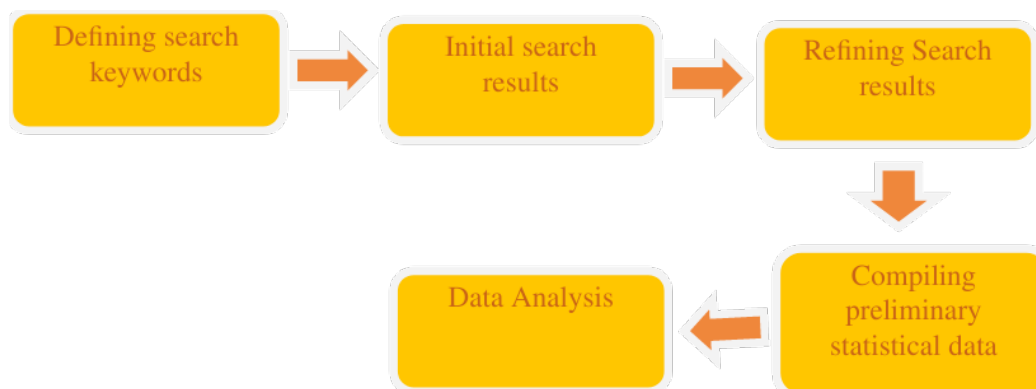 Defining search
keywords
Initial search
results
Refining Search
results
Compiling
preliminary
statistical data
Data Analysis